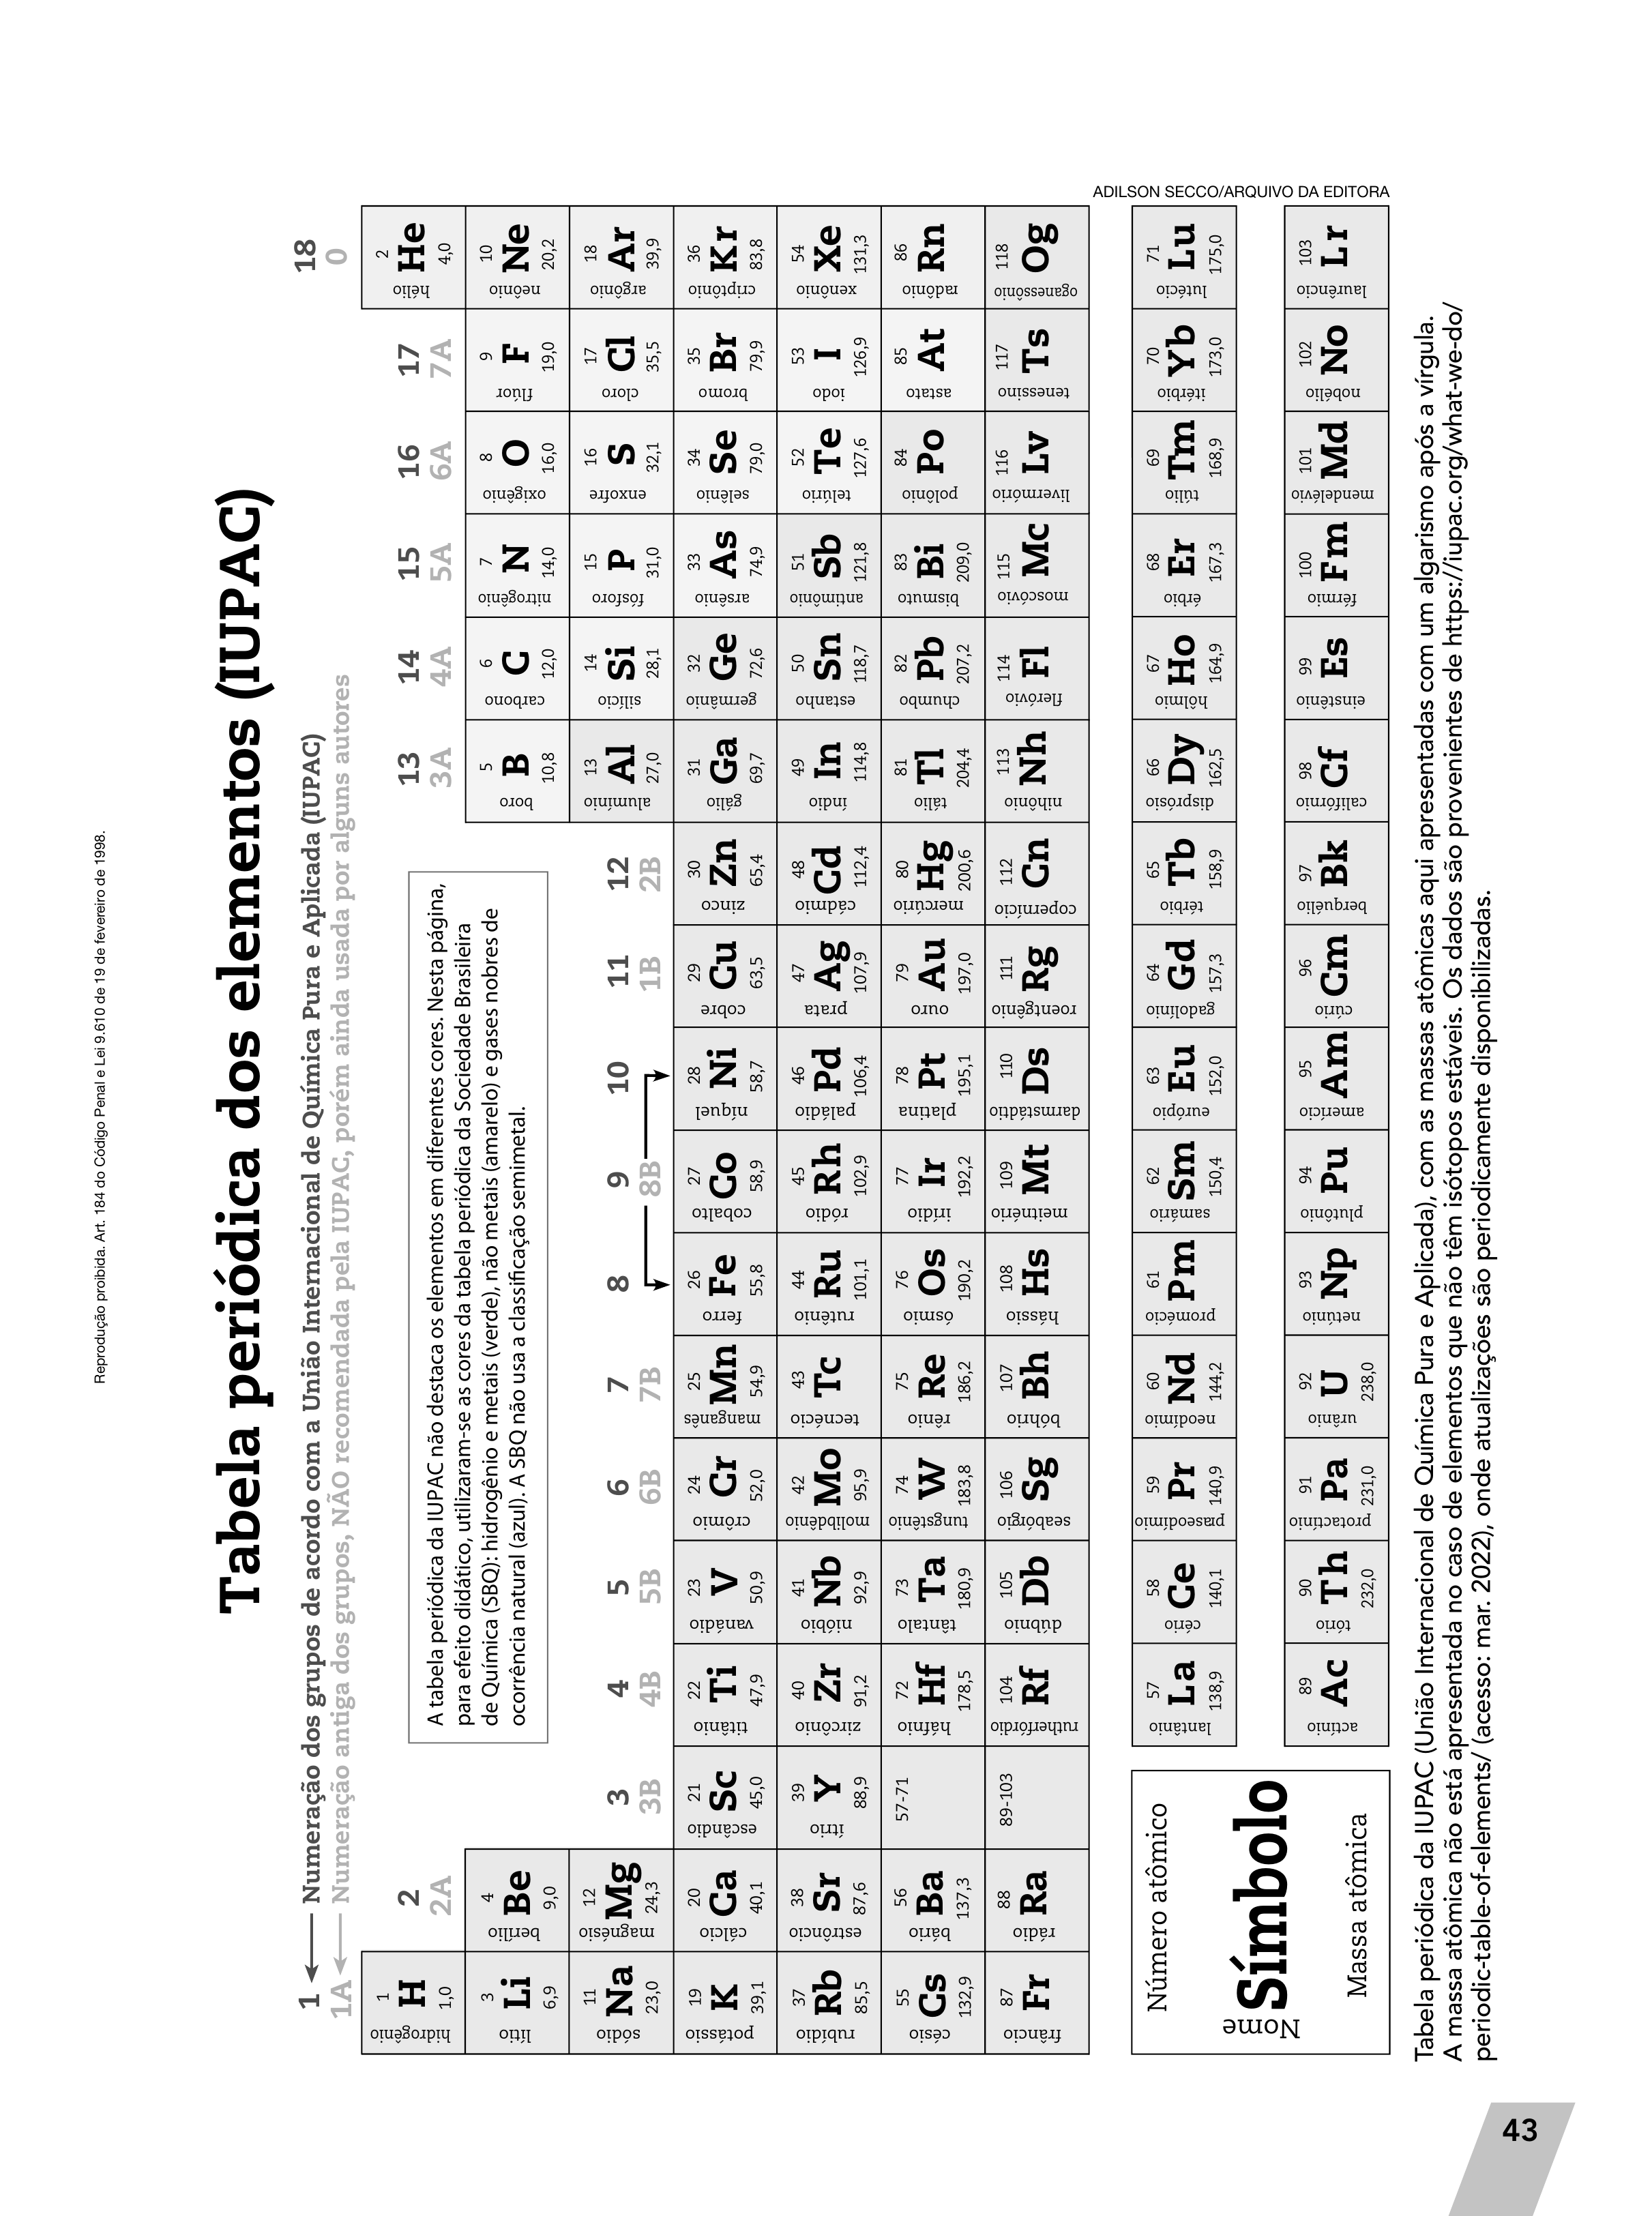 Reprodução proibida. Art. 184 do Código Penal e Lei 9.610 de 19 de fevereiro de 1998.
Tabela periódica dos elementos (IUPAC)
1 Numeração dos grupos de acordo com a União Internacional de Química Pura e Aplicada (IUPAC)
1A Numeração antiga dos grupos, NÃO recomendada pela IUPAC, porém ainda usada por alguns autores
18
0
2 13 14 15 16 17
2A 3A 4A 5A 6A 7A
A tabela periódica da IUPAC não destaca os elementos em diferentes cores. Nesta página,
para efeito didático, utilizaram-se as cores da tabela periódica da Sociedade Brasileira
de Química (SBQ): hidrogênio e metais (verde), não metais (amarelo) e gases nobres de
ocorrência natural (azul). A SBQ não usa a classificação semimetal.
3 4 5 6 7 8 9 10 11 12
3B 4B 5B 6B 7B 8B 1B 2B
hidrogênio 1 H 1,0
hélio 2 He 4,0
lítio 3 Li 6,9
berílio 4 Be 9,0
boro 5 B 10,8
carbono 6 C 12,0
nitrogênio 7 N 14,0
oxigênio 8 O 16,0
flúor 9 F 19,0
neônio 10 Ne 20,2
sódio 11 Na 23,0
magnésio 12 Mg 24,3
alumínio 13 Al 27,0
silício 14 Si 28,1
fósforo 15 P 31,0
enxofre 16 S 32,1
cloro 17 Cl 35,5
argônio 18 Ar 39,9
potássio 19 K 39,1
cálcio 20 Ca 40,1
escândio 21 Sc 45,0
titânio 22 Ti 47,9
vanádio 23 V 50,9
crômio 24 Cr 52,0
manganês 25 Mn 54,9
ferro 26 Fe 55,8
cobalto 27 Co 58,9
níquel 28 Ni 58,7
cobre 29 Cu 63,5
zinco 30 Zn 65,4
gálio 31 Ga 69,7
germânio 32 Ge 72,6
arsênio 33 As 74,9
selênio 34 Se 79,0
bromo 35 Br 79,9
criptônio 36 Kr 83,8
rubídio 37 Rb 85,5
estrôncio 38 Sr 87,6
ítrio 39 Y 88,9
zircônio 40 Zr 91,2
nióbio 41 Nb 92,9
molibdênio 42 Mo 95,9
tecnécio 43 Tc
rutênio 44 Ru 101,1
ródio 45 Rh 102,9
paládio 46 Pd 106,4
prata 47 Ag 107,9
cádmio 48 Cd 112,4
índio 49 In 114,8
estanho 50 Sn 118,7
antimônio 51 Sb 121,8
telúrio 52 Te 127,6
iodo 53 I 126,9
xenônio 54 Xe 131,3
césio 55 Cs 132,9
bário 56 Ba 137,3
57-71
háfnio 72 Hf 178,5
tântalo 73 Ta 180,9
tungstênio 74 W 183,8
rênio 75 Re 186,2
ósmio 76 Os 190,2
irídio 77 Ir 192,2
platina 78 Pt 195,1
ouro 79 Au 197,0
mercúrio 80 Hg 200,6
tálio 81 Tl 204,4
chumbo 82 Pb 207,2
bismuto 83 Bi 209,0
polônio 84 Po
astato 85 At
radônio 86 Rn
frâncio 87 Fr
rádio 88 Ra
89-103
rutherfórdio 104 Rf
dúbnio 105 Db
seabórgio 106 Sg
bóhrio 107 Bh
hássio 108 Hs
meitnério 109 Mt
darmstádtio 110 Ds
roentgênio 111 Rg
copernício 112 Cn
nihônio 113 Nh
fleróvio 114 Fl
moscóvio 115 Mc
livermório 116 Lv
tenessino 117 Ts
oganessônio 118 Og
lantânio 57 La 138,9
cério 58 Ce 140,1
praseodímio 59 Pr 140,9
neodímio 60 Nd 144,2
promécio 61 Pm
samário 62 Sm 150,4
európio 63 Eu 152,0
gadolínio 64 Gd 157,3
térbio 65 Tb 158,9
disprósio 66 Dy 162,5
hólmio 67 Ho 164,9
érbio 68 Er 167,3
túlio 69 Tm 168,9
itérbio 70 Yb 173,0
lutécio 71 Lu 175,0
actínio 89 Ac
tório 90 Th 232,0
protactínio 91 Pa 231,0
urânio 92 U 238,0
netúnio 93 Np
plutônio 94 Pu
amerício 95 Am
cúrio 96 Cm
berquélio 97 Bk
califórnio 98 Cf
einstênio 99 Es
férmio 100 Fm
mendelévio 101 Md
nobélio 102 No
laurêncio 103 Lr
Número atômico
Nome
Símbolo
Massa atômica
ADILSON SECCO/ARQUIVO DA EDITORA
Tabela periódica da IUPAC (União Internacional de Química Pura e Aplicada), com as massas atômicas aqui apresentadas com um algarismo após a vírgula.
A massa atômica não está apresentada no caso de elementos que não têm isótopos estáveis. Os dados são provenientes de https://iupac.org/what-we-do/
periodic-table-of-elements/ (acesso: mar. 2022), onde atualizações são periodicamente disponibilizadas.
43